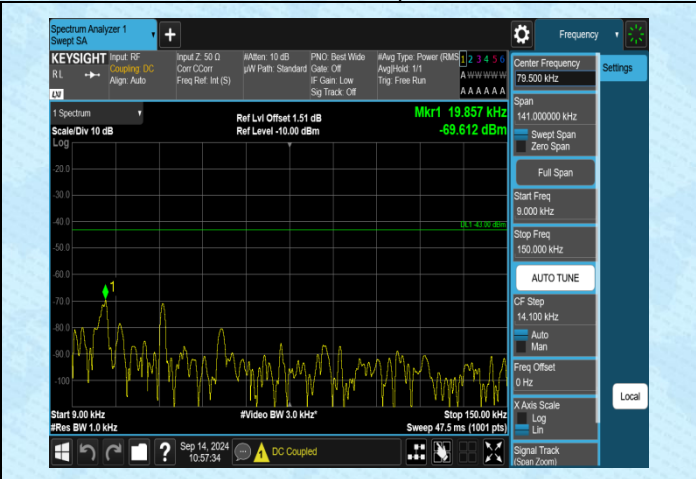 Spectrum Analyzer 1
Swept SA
+
Frequency
KEYSIGHT
RL
LXI
Input: RF
Coupling: DC
Align: Auto
Input Z: 50 Ω
Corr CCorr
Freq Ref: Int (S)
#Atten: 10 dB
µW Path: Standard
PNO: Best Wide
Gate: Off
IF Gain: Low
Sig Track: Off
#Avg Type: Power (RMS
Avg|Hold: 1/1
Trig: Free Run
1 2 3 4 5 6
A W W W W W
A A A A A A
1 Spectrum
Scale/Div 10 dB
Log
Ref Lvl Offset 1.51 dB
Ref Level -10.00 dBm
Mkr1 19.857 kHz
-69.612 dBm
-20.0
-30.0
-40.0
DL1 -43.00 dBm
-50.0
-60.0
1
-70.0
-80.0
-90.0
-100
Start 9.00 kHz
#Res BW 1.0 kHz
#Video BW 3.0 kHz*
Stop 150.00 kHz
Sweep 47.5 ms (1001 pts)
?
Sep 14, 2024
10:57:34
DC Coupled
Center Frequency
79.500 kHz
Span
141.000000 kHz
Swept Span
Zero Span
Full Span
Start Freq
9.000 kHz
Stop Freq
150.000 kHz
AUTO TUNE
CF Step
14.100 kHz
Auto
Man
Freq Offset
0 Hz
X Axis Scale
Log
Lin
Signal Track
(Span Zoom)
Settings
Local